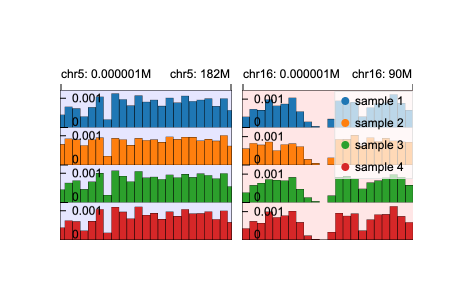 chr5: 0.000001M chr5: 182M chr16: 0.000001M chr16: 90M
0.001 0.001 sample 1
0 0 sample 2
0.001 0.001 sample 3
0 0 sample 4
0.001 0.001
0 0
0.001 0.001
0 0